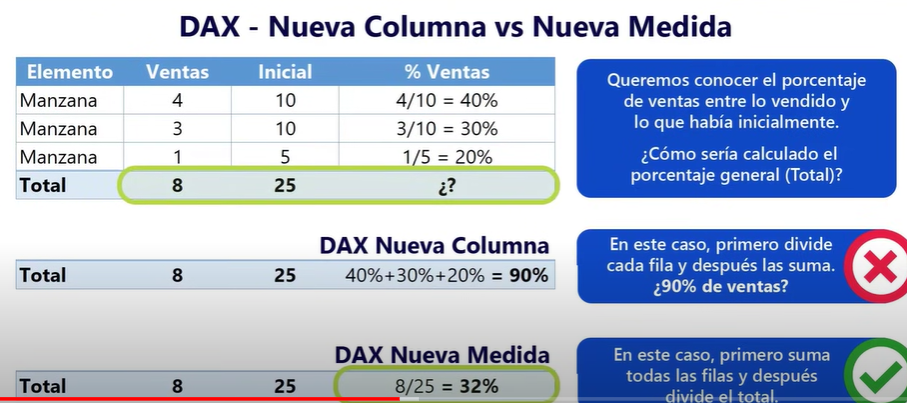 DAX - Nueva Columna vs Nueva Medida
Elemento Ventas Inicial % Ventas
Manzana 4 10 4/10 = 40%
Manzana 3 10 3/10 = 30%
Manzana 1 5 1/5 = 20%
Total 8 25 ¿?
Queremos conocer el porcentaje
de ventas entre lo vendido y
lo que había inicialmente.
¿Cómo sería calculado el
porcentaje general (Total)?
DAX Nueva Columna
Total 8 25 40%+30%+20% = 90%
En este caso, primero divide
cada fila y después las suma.
¿90% de ventas?
DAX Nueva Medida
Total 8 25 8/25 = 32%
En este caso, primero suma
todas las filas y después
divide el total.